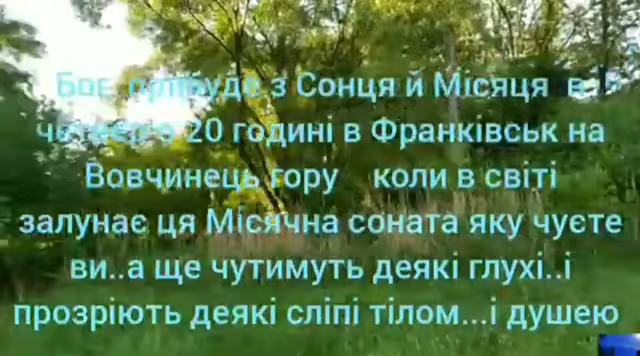 Бог прибуде з Сонця й Місяця в
четвер о 20 годині в Франківськ на
Вовчинець гору коли в світі
залунає ця Місячна соната яку чуєте
ви..а ще чутимуть деякі глухі..і
прозріють деякі сліпі тілом...і душею